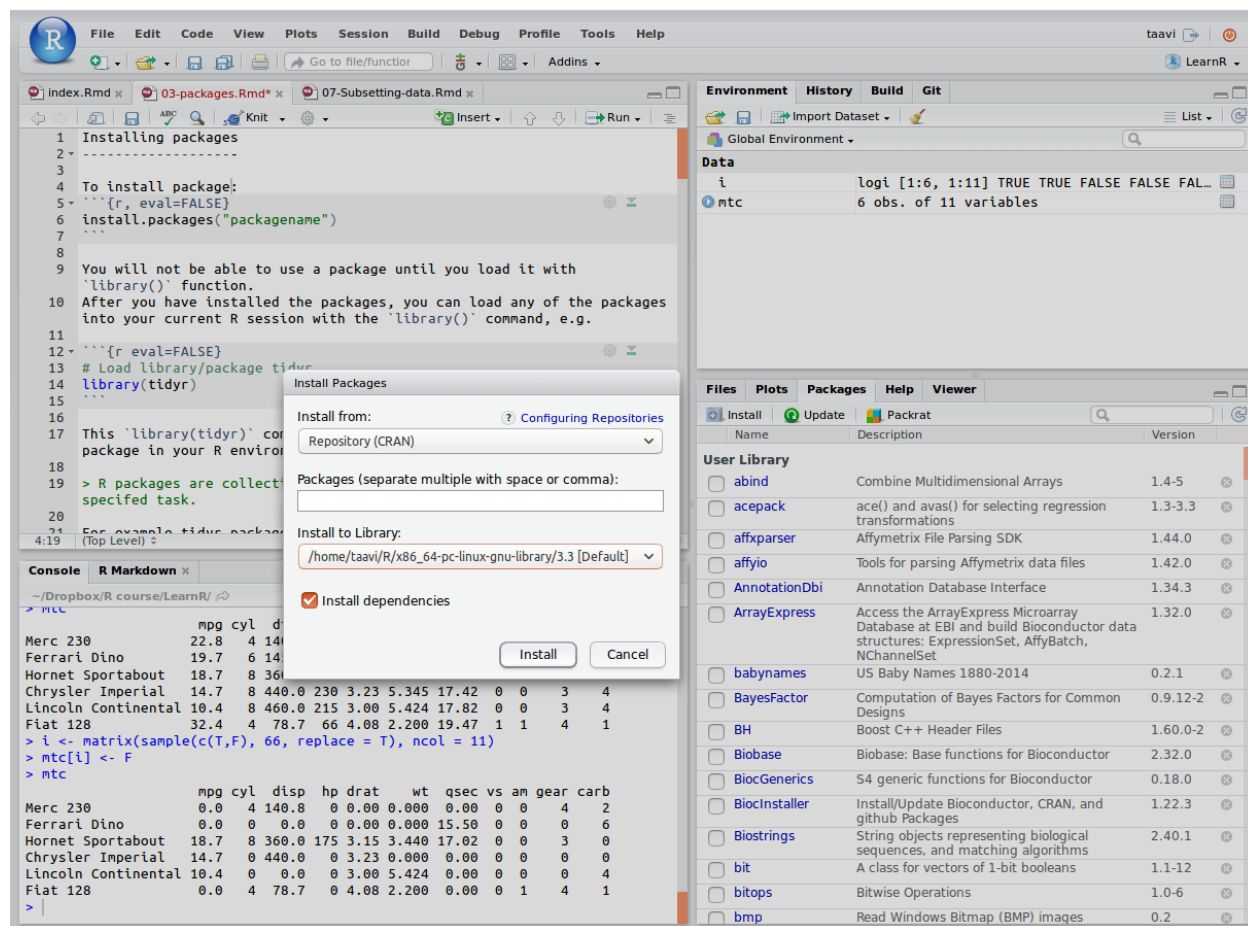 R
File Edit Code View Plots Session Build Debug Profile Tools Help
taavi
Go to file/function
Addins
LearnR
index.Rmd x
03-packages.Rmd* x
07-Subsetting-data.Rmd x
ABC
Knit
Insert
Run
1 Installing packages
2 -------------------
3
4 To install package:
5 ```{r, eval=FALSE}
6 install.packages("packagename")
7 ```
8
9 You will not be able to use a package until you load it with
`library()` function.
10 After you have installed the packages, you can load any of the packages
into your current R session with the `library()` command, e.g.
11
12 ```{r eval=FALSE}
13 # Load library/package tidyr
14 library(tidyr)
15 ```
16
17 This `library(tidyr)`
package in your R
18
19 > R packages are
specifed task.
20
21 For example tidyr
4:19 (Top Level)
Install Packages
Install from:
? Configuring Repositories
Repository (CRAN)
Packages (separate multiple with space or comma):
Install to Library:
/home/taavi/R/x86_64-pc-linux-gnu-library/3.3 [Default]
Install dependencies
Install
Cancel
Console R Markdown x
~/Dropbox/R course/LearnR/
> mtc
mpg cyl
Merc 230 22.8 4
Ferrari Dino 19.7 6
Hornet Sportabout 18.7 8
Chrysler Imperial 14.7 8 440.0 230 3.23 5.345 17.42 0 0 3 4
Lincoln Continental 10.4 8 460.0 215 3.00 5.424 17.82 0 0 3 4
Fiat 128 32.4 4 78.7 66 4.08 2.200 19.47 1 1 4 1
> i <- matrix(sample(c(T,F), 66, replace = T), ncol = 11)
> mtc[i] <- F
> mtc
mpg cyl disp hp drat wt qsec vs am gear carb
Merc 230 0.0 4 140.8 0 0.00 0.000 0.00 0 0 4 2
Ferrari Dino 0.0 0 0.0 0 0.00 0.000 15.50 0 0 0 6
Hornet Sportabout 18.7 8 360.0 175 3.15 3.440 17.02 0 0 3 0
Chrysler Imperial 14.7 0 440.0 0 3.23 0.000 0.00 0 0 0 0
Lincoln Continental 10.4 0 0.0 0 3.00 5.424 0.00 0 0 0 4
Fiat 128 0.0 4 78.7 0 4.08 2.200 0.00 0 1 4 1
>
Environment History Build Git
Import Dataset
List
Global Environment
Data
i logi [1:6, 1:11] TRUE TRUE FALSE FALSE FAL…
mtc 6 obs. of 11 variables
Files Plots Packages Help Viewer
Install Update Packrat
Name Description Version
User Library
abind Combine Multidimensional Arrays 1.4-5
acepack ace() and avas() for selecting regression 1.3-3.3
transformations
affxparser Affymetrix File Parsing SDK 1.44.0
affyio Tools for parsing Affymetrix data files 1.42.0
AnnotationDbi Annotation Database Interface 1.34.3
ArrayExpress Access the ArrayExpress Microarray 1.32.0
Database at EBI and build Bioconductor data
structures: ExpressionSet, AffyBatch,
NChannelSet
babynames US Baby Names 1880-2014 0.2.1
BayesFactor Computation of Bayes Factors for Common 0.9.12-2
Designs
BH Boost C++ Header Files 1.60.0-2
Biobase Biobase: Base functions for Bioconductor 2.32.0
BiocGenerics S4 generic functions for Bioconductor 0.18.0
BiocInstaller Install/Update Bioconductor, CRAN, and 1.22.3
github Packages
Biostrings String objects representing biological 2.40.1
sequences, and matching algorithms
bit A class for vectors of 1-bit booleans 1.1-12
bitops Bitwise Operations 1.0-6
bmp Read Windows Bitmap (BMP) images 0.2